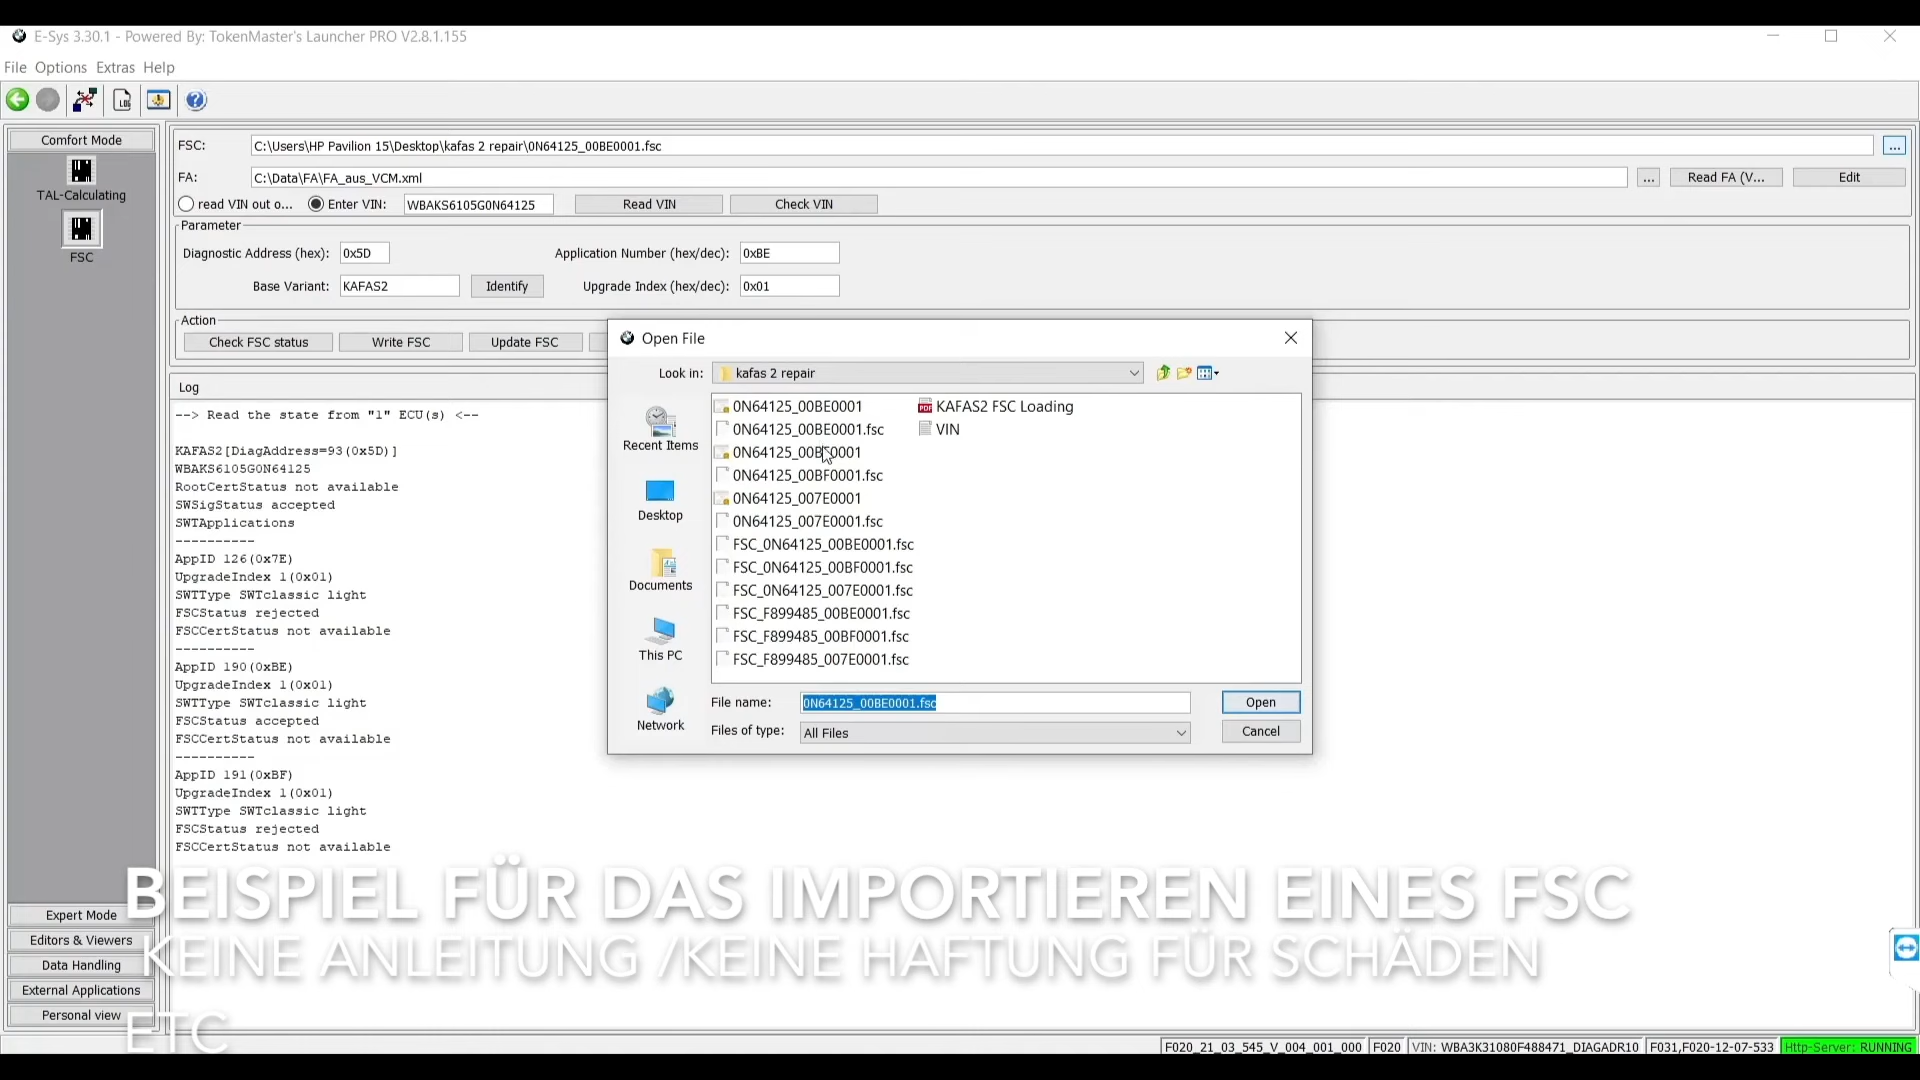 E-Sys 3.30.1 - Powered By: TokenMaster's Launcher PRO V2.8.1.155
File Options Extras Help
LOG
Comfort Mode
TAL-Calculating
FSC
FSC: C:\Users\HP Pavilion 15\Desktop\kafas 2 repair\0N64125_00BE0001.fsc ...
FA: C:\Data\FA\FA_aus_VCM.xml ... Read FA (V... Edit
read VIN out o... Enter VIN: WBAKS6105G0N64125 Read VIN Check VIN
Parameter
Diagnostic Address (hex): 0x5D Application Number (hex/dec): 0xBE
Base Variant: KAFAS2 Identify Upgrade Index (hex/dec): 0x01
Action
Check FSC status Write FSC Update FSC
Log
--> Read the state from "1" ECU(s) <--
KAFAS2[DiagAddress=93(0x5D)]
WBAKS6105G0N64125
RootCertStatus not available
SWSigStatus accepted
SWTApplications
----------
AppID 126(0x7E)
UpgradeIndex 1(0x01)
SWTType SWTclassic light
FSCStatus rejected
FSCCertStatus not available
----------
AppID 190(0xBE)
UpgradeIndex 1(0x01)
SWTType SWTclassic light
FSCStatus accepted
FSCCertStatus not available
----------
AppID 191(0xBF)
UpgradeIndex 1(0x01)
SWTType SWTclassic light
FSCStatus rejected
FSCCertStatus not available
Open File
Look in: kafas 2 repair
Recent Items
Desktop
Documents
This PC
Network
0N64125_00BE0001
0N64125_00BE0001.fsc
0N64125_00BF0001
0N64125_00BF0001.fsc
0N64125_007E0001
0N64125_007E0001.fsc
FSC_0N64125_00BE0001.fsc
FSC_0N64125_00BF0001.fsc
FSC_0N64125_007E0001.fsc
FSC_F899485_00BE0001.fsc
FSC_F899485_00BF0001.fsc
FSC_F899485_007E0001.fsc
PDF KAFAS2 FSC Loading
VIN
File name: 0N64125_00BE0001.fsc Open
Files of type: All Files Cancel
BEISPIEL FÜR DAS IMPORTIEREN EINES FSC
KEINE ANLEITUNG /KEINE HAFTUNG FÜR SCHÄDEN
ETC
Expert Mode
Editors & Viewers
Data Handling
External Applications
Personal view
F020_21_03_545_V_004_001_000 F020 VIN: WBA3K31080F488471_DIAGADR10 F031,F020-12-07-533 Http-Server: RUNNING